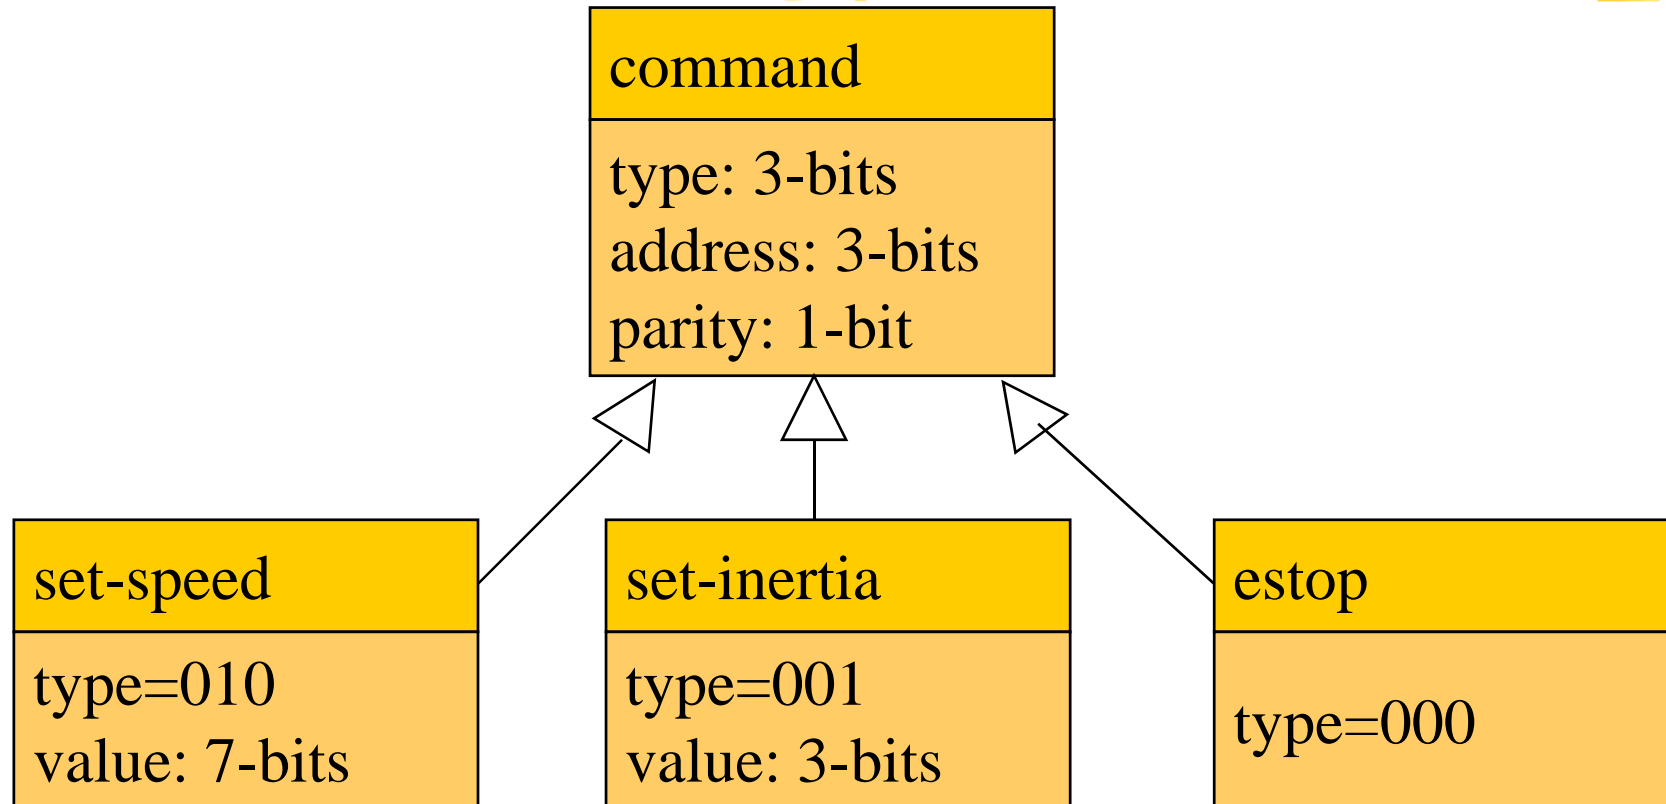 command
type: 3-bits
address: 3-bits
parity: 1-bit
set-speed
type=010
value: 7-bits
set-inertia
type=001
value: 3-bits
estop
type=000